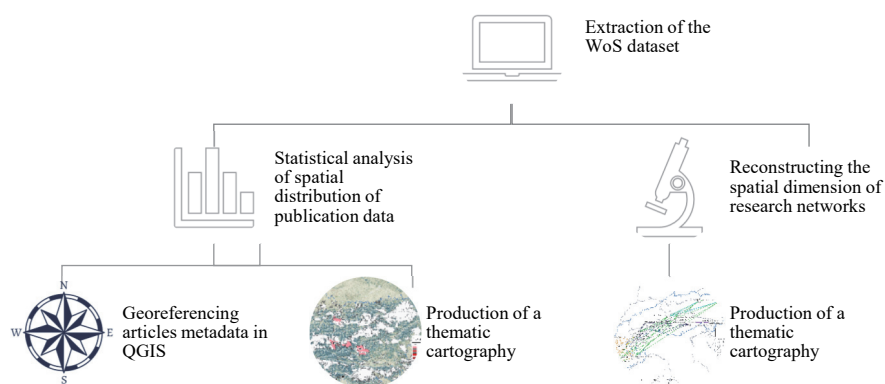 Extraction of the
WoS dataset
Statistical analysis
of spatial
distribution of
publication data
Reconstructing the
spatial dimension of
research networks
N
W
E
S
Georeferencing
articles metadata in
QGIS
Production of a
thematic
cartography
Production of a
thematic
cartography